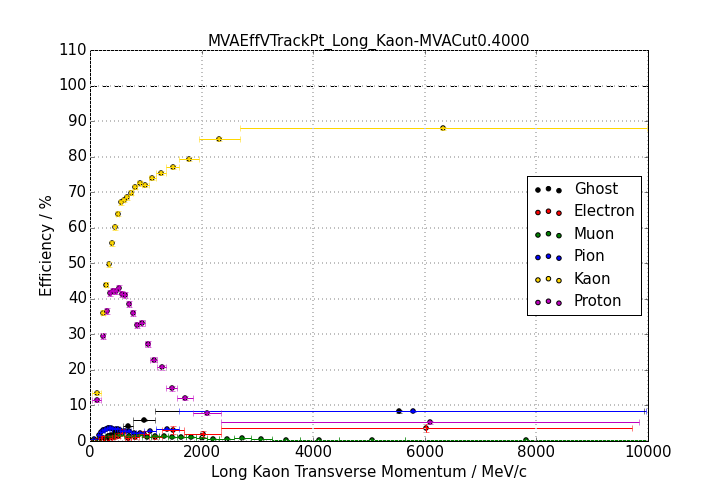 MVAEffVTrackPt_Long_Kaon-MVACut0.4000
110
100
90
80
70
60
50
40
30
20
10
0
Efficiency / %
Ghost
Electron
Muon
Pion
Kaon
Proton
0 2000 4000 6000 8000 10000
Long Kaon Transverse Momentum / MeV/c